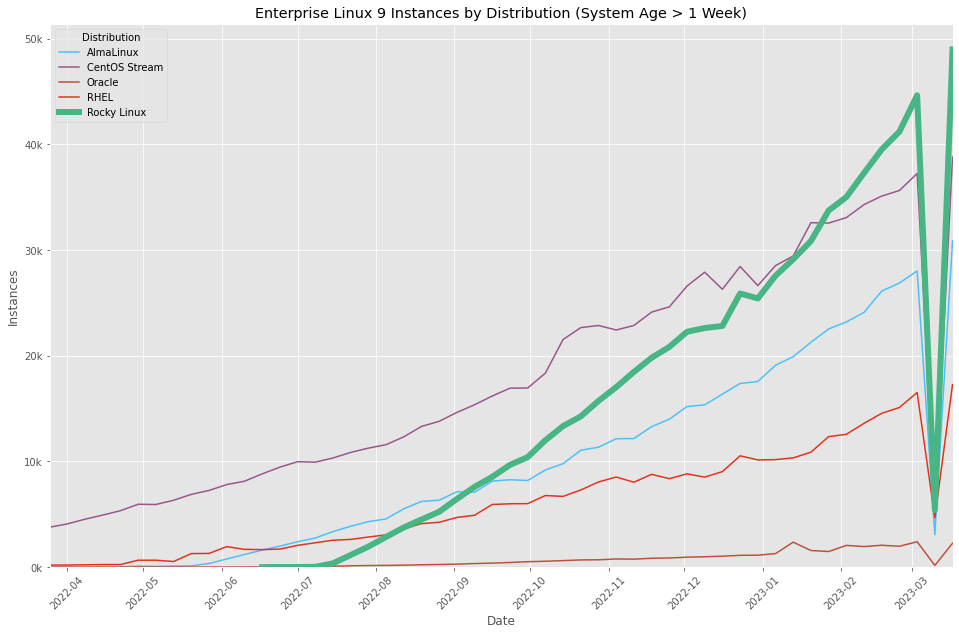 Enterprise Linux 9 Instances by Distribution (System Age > 1 Week)
Distribution
AlmaLinux
CentOS Stream
Oracle
RHEL
Rocky Linux
50k
40k
30k
20k
10k
0k
Instances
2022-04
2022-05
2022-06
2022-07
2022-08
2022-09
2022-10
2022-11
2022-12
2023-01
2023-02
2023-03
Date